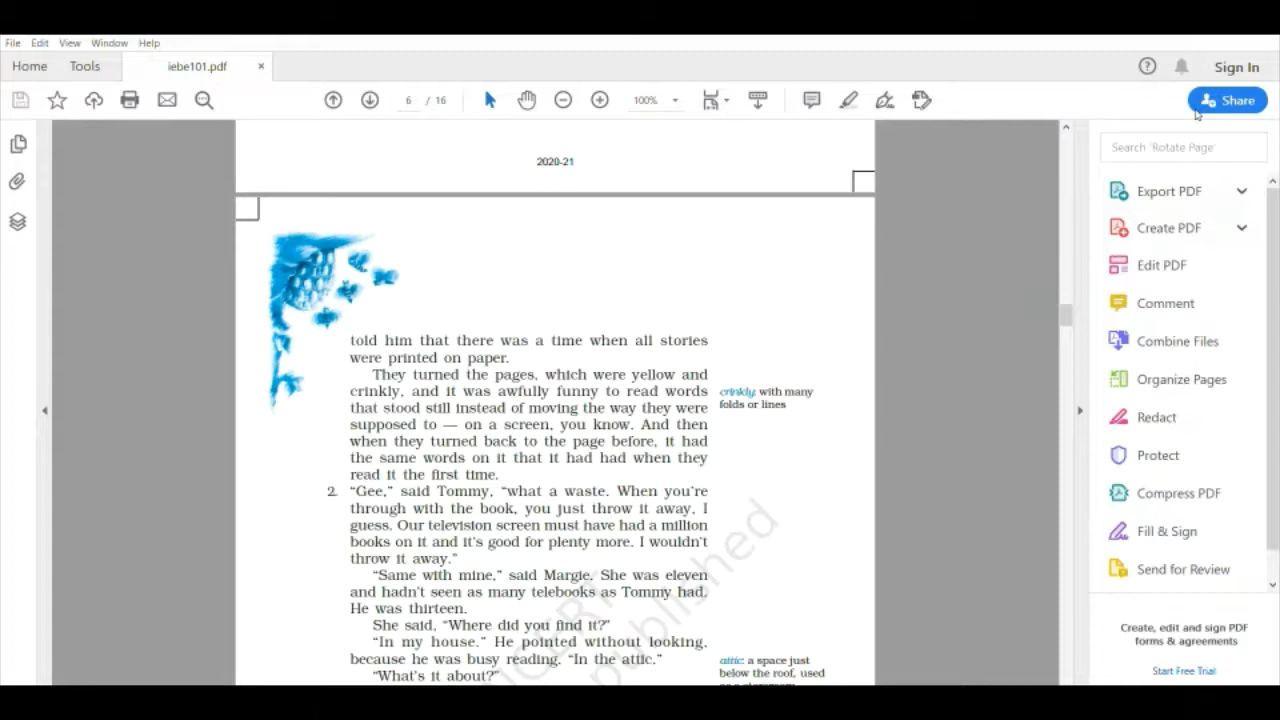 File Edit View Window Help
Home Tools iebe101.pdf × Sign In
6 / 16 100% Share
2020-21
Search 'Rotate Page'
Export PDF
Create PDF
Edit PDF
Comment
Combine Files
Organize Pages
Redact
Protect
Compress PDF
Fill & Sign
Send for Review
Create, edit and sign PDF
forms & agreements
Start Free Trial
told him that there was a time when all stories
were printed on paper.
They turned the pages, which were yellow and
crinkly, and it was awfully funny to read words
that stood still instead of moving the way they were
supposed to — on a screen, you know. And then
when they turned back to the page before, it had
the same words on it that it had had when they
read it the first time.
crinkly: with many
folds or lines
2. “Gee,” said Tommy, “what a waste. When you’re
through with the book, you just throw it away, I
guess. Our television screen must have had a million
books on it and it’s good for plenty more. I wouldn’t
throw it away.”
“Same with mine,” said Margie. She was eleven
and hadn’t seen as many telebooks as Tommy had.
He was thirteen.
She said, “Where did you find it?”
“In my house.” He pointed without looking,
because he was busy reading. “In the attic.”
“What’s it about?”
attic: a space just
below the roof, used
CERT
published